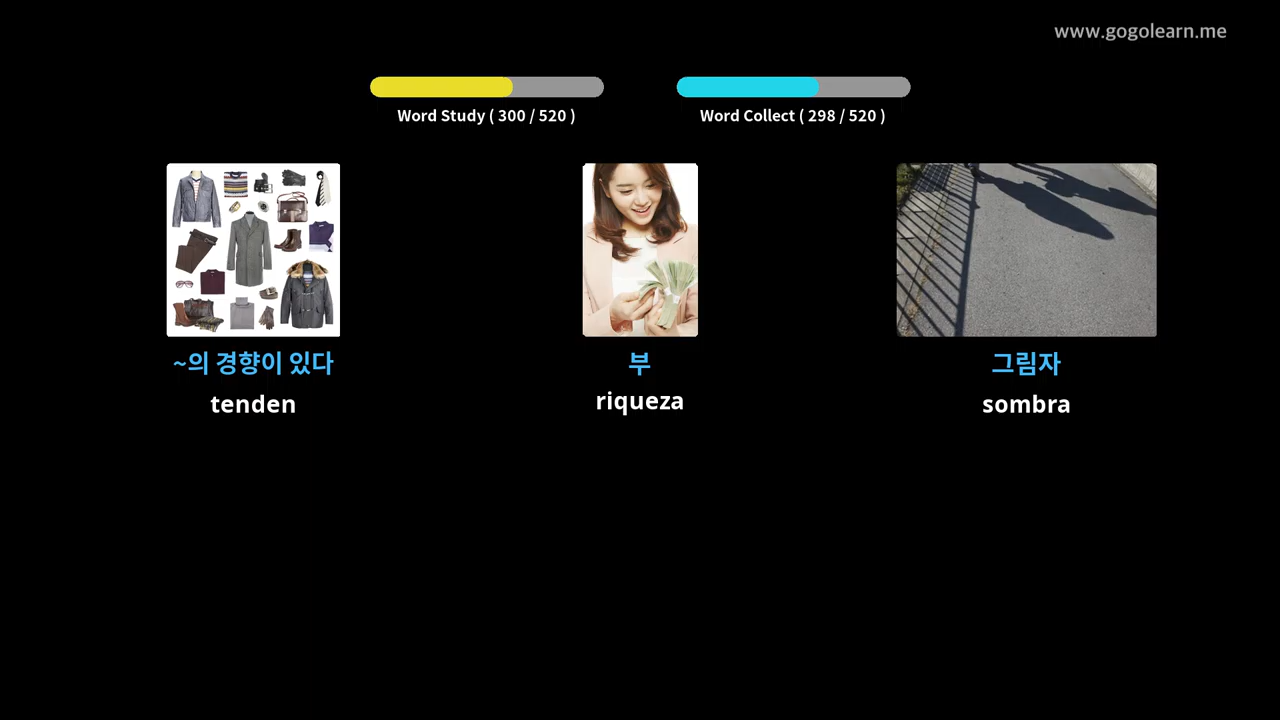 www.gogolearn.me
Word Study ( 300 / 520 )
Word Collect ( 298 / 520 )
~의 경향이 있다
tenden
부
riqueza
그림자
sombra